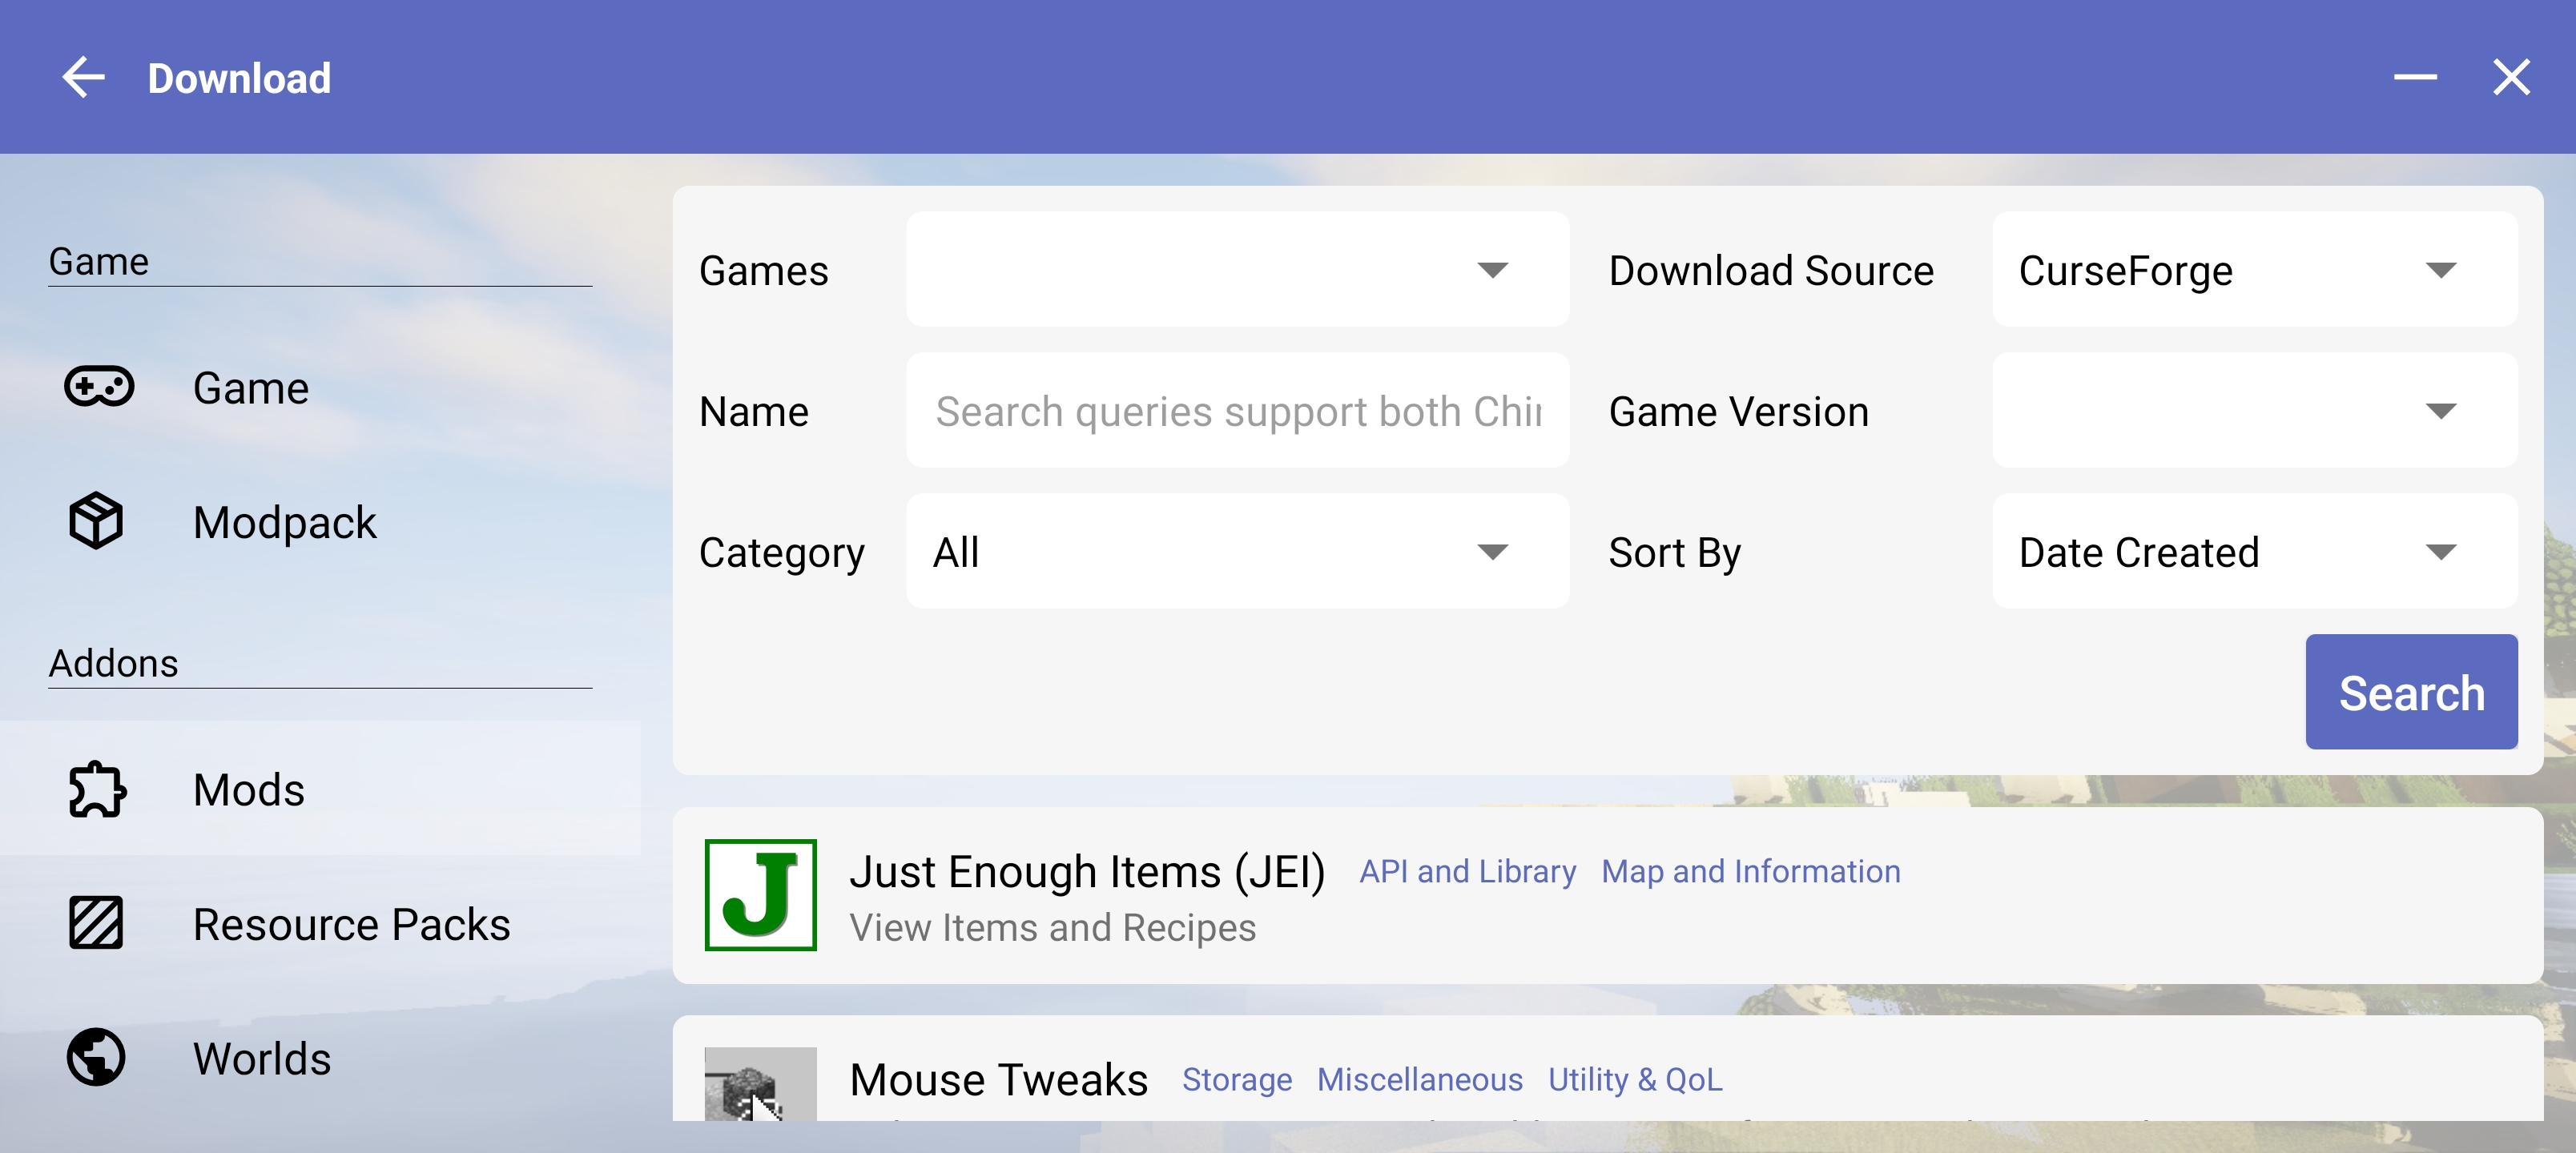 Download
Game
Game
Modpack
Addons
Mods
Resource Packs
Worlds
Games
Download Source CurseForge
Name Search queries support both Chi
Game Version
Category All
Sort By Date Created
Search
J
Just Enough Items (JEI) API and Library Map and Information
View Items and Recipes
Mouse Tweaks Storage Miscellaneous Utility & QoL